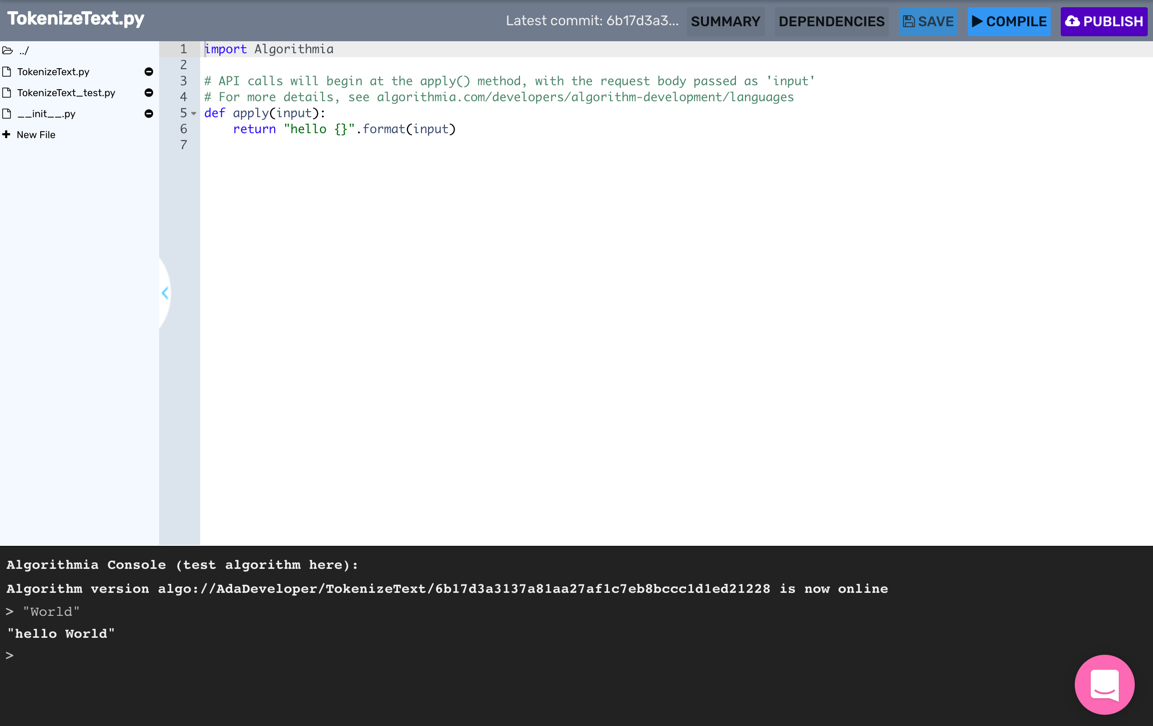 TokenizeText.py
Latest commit: 6b17d3a3... SUMMARY DEPENDENCIES SAVE COMPILE PUBLISH
../
TokenizeText.py
TokenizeText_test.py
__init__.py
New File
1 import Algorithmia
2
3 # API calls will begin at the apply() method, with the request body passed as 'input'
4 # For more details, see algorithmia.com/developers/algorithm-development/languages
5 def apply(input):
6     return "hello {}".format(input)
7
Algorithmia Console (test algorithm here):
Algorithm version algo://AdaDeveloper/TokenizeText/6b17d3a3137a81aa27af1c7eb8bccc1d1ed21228 is now online
> "World"
"hello World"
>